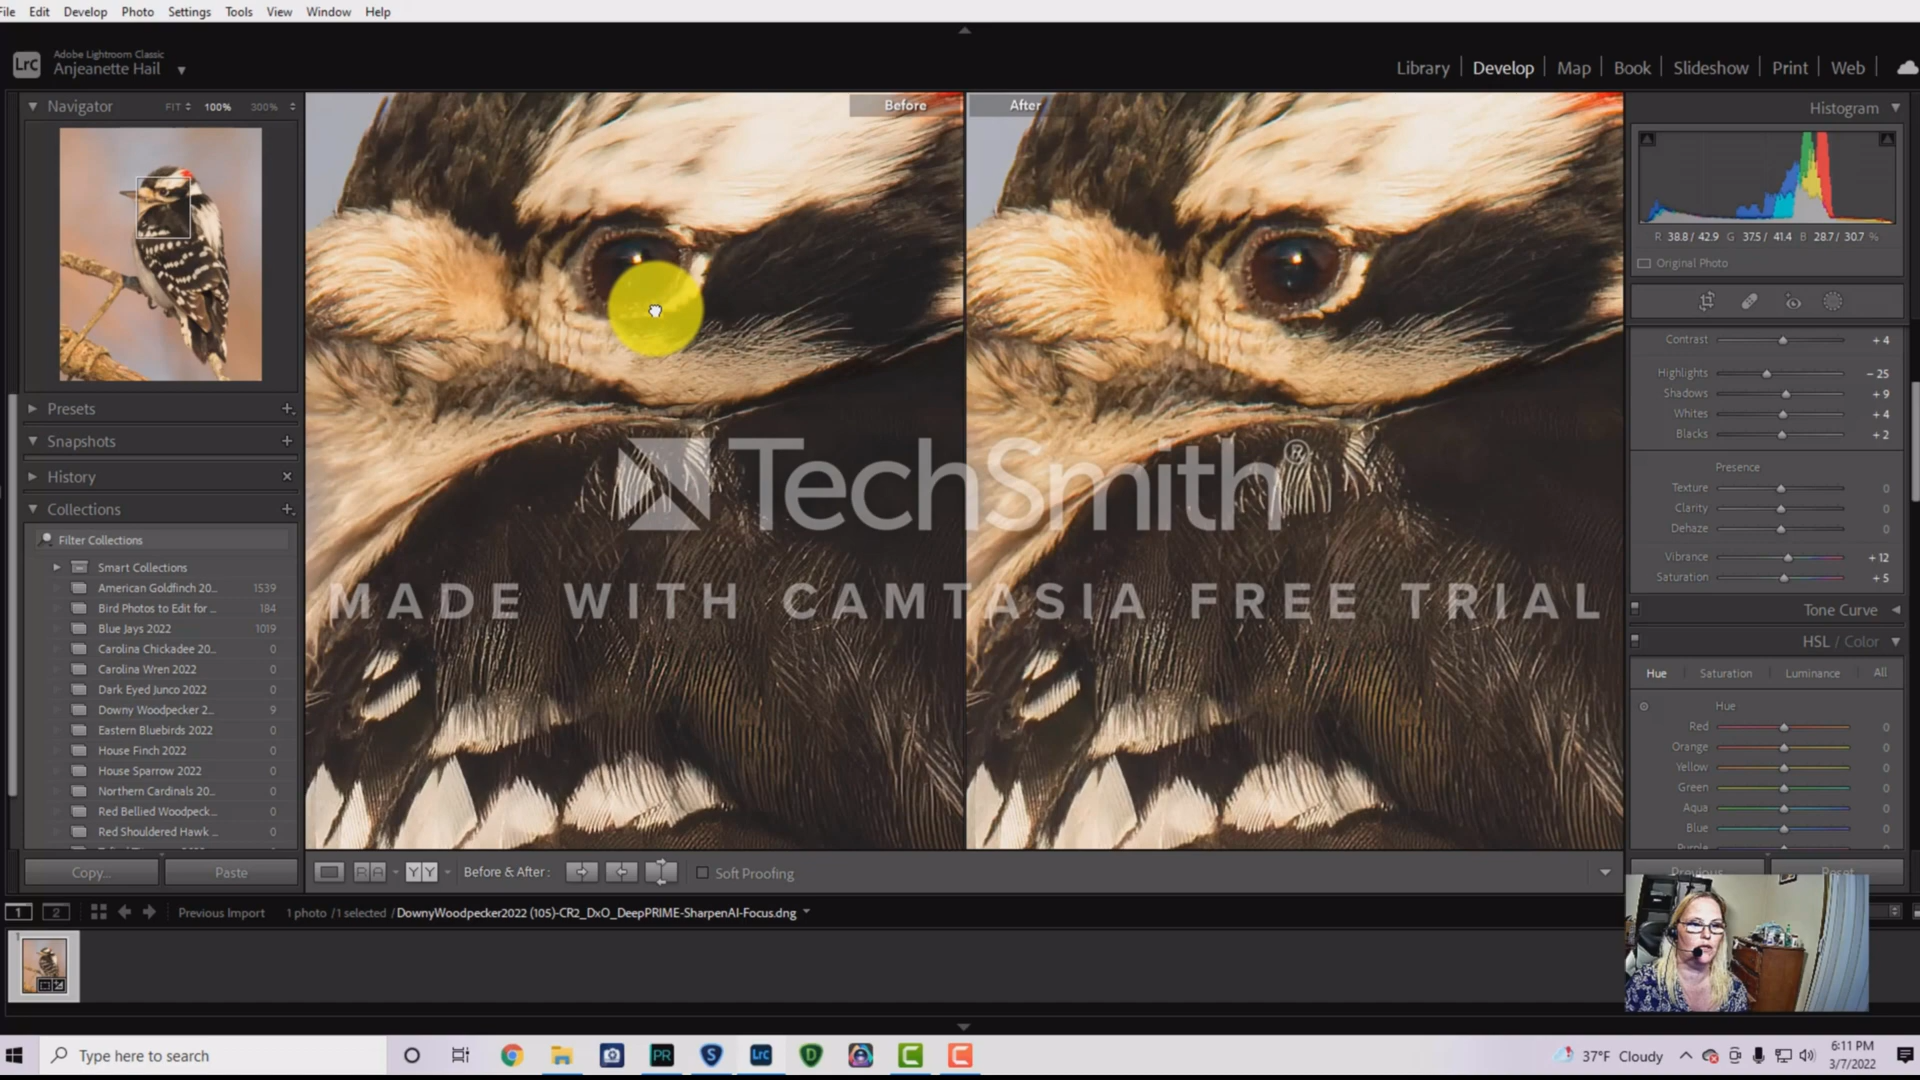 File Edit Develop Photo Settings Tools View Window Help
Adobe Lightroom Classic
LrC
Anjeanette Hail
Library Develop Map Book Slideshow Print Web
Navigator FIT 100% 300%
Before After
Histogram
R 38.8 / 42.9 G 37.5 / 41.4 B 28.7 / 30.7 %
Original Photo
Contrast + 4
Highlights − 25
Shadows + 9
Whites + 4
Blacks + 2
Presence
Texture 0
Clarity 0
Dehaze 0
Vibrance + 12
Saturation + 5
Tone Curve
HSL / Color
Hue Saturation Luminance All
Hue
Red 0
Orange 0
Yellow 0
Green 0
Aqua 0
Blue 0
Purple
Previous Reset
Presets
Snapshots
History
Collections
Filter Collections
Smart Collections
American Goldfinch 20... 1539
Bird Photos to Edit for ... 184
Blue Jays 2022 1019
Carolina Chickadee 20... 0
Carolina Wren 2022 0
Dark Eyed Junco 2022 0
Downy Woodpecker 2... 9
Eastern Bluebirds 2022 0
House Finch 2022 0
House Sparrow 2022 0
Northern Cardinals 20... 0
Red Bellied Woodpeck... 0
Red Shouldered Hawk ... 0
Copy... Paste
TechSmith®
MADE WITH CAMTASIA FREE TRIAL
R A Y Y Before & After : Soft Proofing
1 2 Previous Import 1 photo / 1 selected / DownyWoodpecker2022 (105)-CR2_DxO_DeepPRIME-SharpenAI-Focus.dng
1
Type here to search
PR S Lrc D C C
37°F Cloudy
6:11 PM
3/7/2022